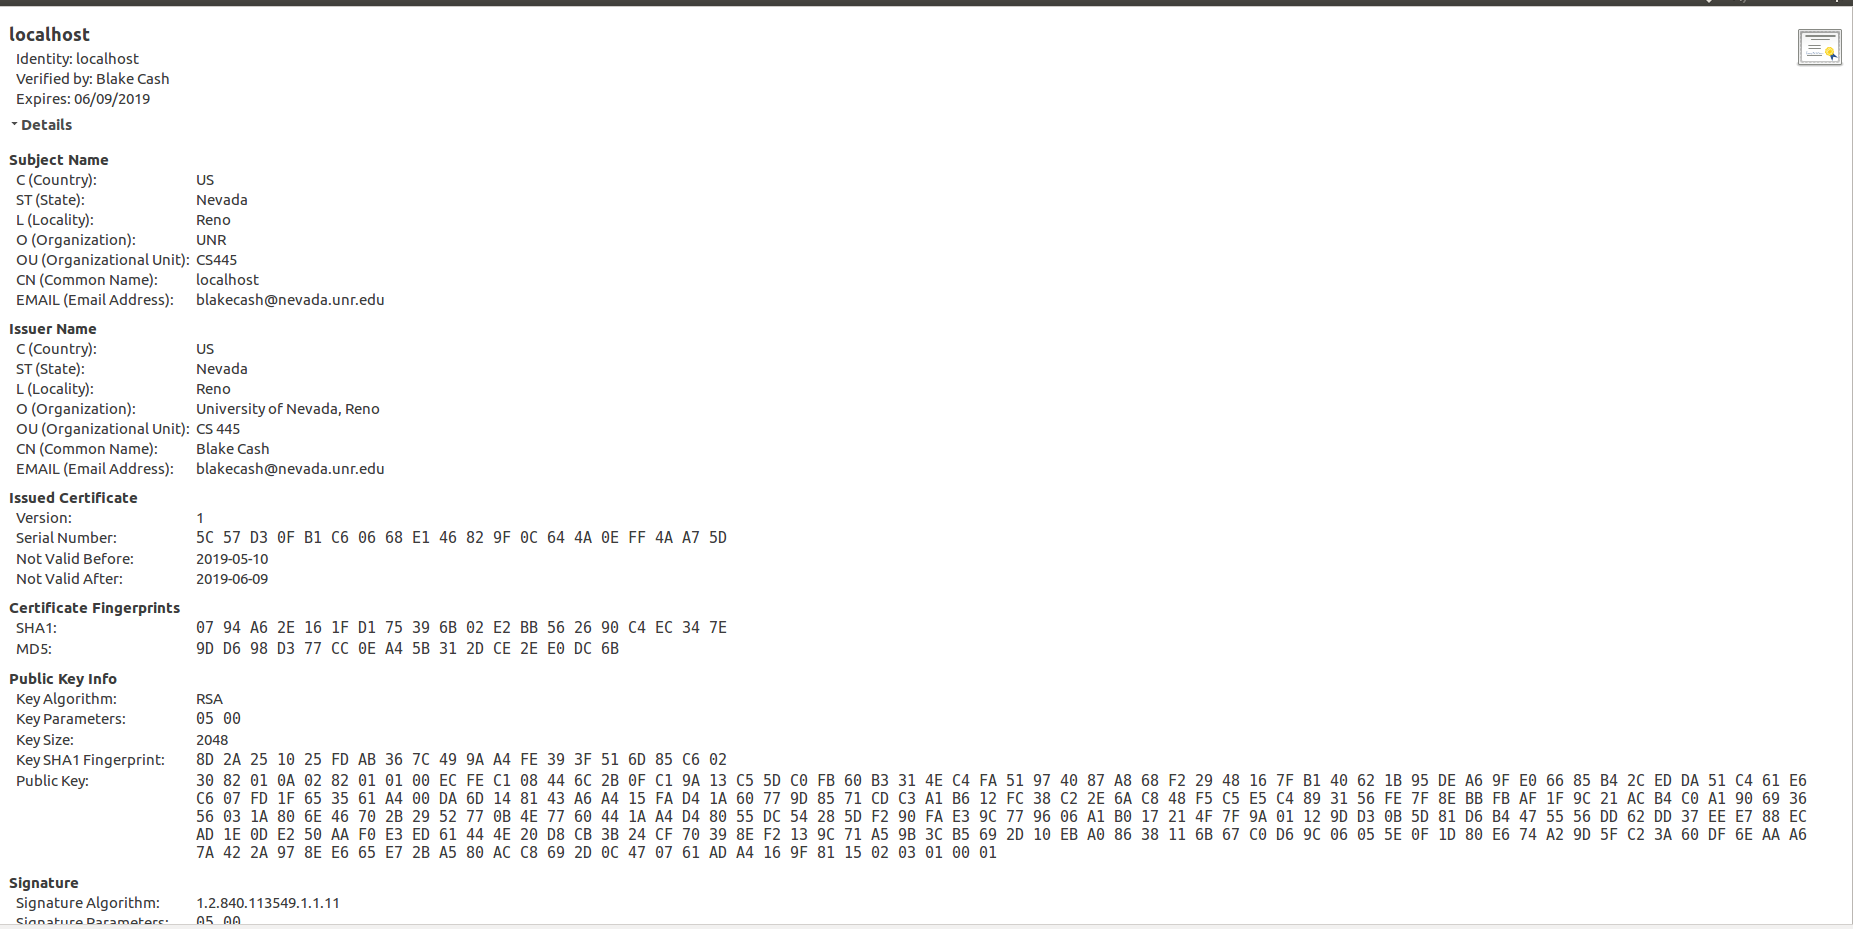 localhost
Identity: localhost
Verified by: Blake Cash
Expires: 06/09/2019
Details
Subject Name
C (Country): US
ST (State): Nevada
L (Locality): Reno
O (Organization): UNR
OU (Organizational Unit): CS445
CN (Common Name): localhost
EMAIL (Email Address): blakecash@nevada.unr.edu
Issuer Name
C (Country): US
ST (State): Nevada
L (Locality): Reno
O (Organization): University of Nevada, Reno
OU (Organizational Unit): CS 445
CN (Common Name): Blake Cash
EMAIL (Email Address): blakecash@nevada.unr.edu
Issued Certificate
Version: 1
Serial Number: 5C 57 D3 0F B1 C6 06 68 E1 46 82 9F 0C 64 4A 0E FF 4A A7 5D
Not Valid Before: 2019-05-10
Not Valid After: 2019-06-09
Certificate Fingerprints
SHA1: 07 94 A6 2E 16 1F D1 75 39 6B 02 E2 BB 56 26 90 C4 EC 34 7E
MD5: 9D D6 98 D3 77 CC 0E A4 5B 31 2D CE 2E E0 DC 6B
Public Key Info
Key Algorithm: RSA
Key Parameters: 05 00
Key Size: 2048
Key SHA1 Fingerprint: 8D 2A 25 10 25 FD AB 36 7C 49 9A A4 FE 39 3F 51 6D 85 C6 02
Public Key: 30 82 01 0A 02 82 01 01 00 EC FE C1 08 44 6C 2B 0F C1 9A 13 C5 5D C0 FB 60 B3 31 4E C4 FA 51 97 40 87 A8 68 F2 29 48 16 7F B1 40 62 1B 95 DE A6 9F E0 66 85 B4 2C ED DA 51 C4 61 E6
C6 07 FD 1F 65 35 61 A4 00 DA 6D 14 81 43 A6 A4 15 FA D4 1A 60 77 9D 85 71 CD C3 A1 B6 12 FC 38 C2 2E 6A C8 48 F5 C5 E5 C4 89 31 56 FE 7F 8E BB FB AF 1F 9C 21 AC B4 C0 A1 90 69 36
56 03 1A 80 6E 46 70 2B 29 52 77 0B 4E 77 60 44 1A A4 D4 80 55 DC 54 28 5D F2 90 FA E3 9C 77 96 06 A1 B0 17 21 4F 7F 9A 01 12 9D D3 0B 5D 81 D6 B4 47 55 56 DD 62 DD 37 EE E7 88 EC
AD 1E 0D E2 50 AA F0 E3 ED 61 44 4E 20 D8 CB 3B 24 CF 70 39 8E F2 13 9C 71 A5 9B 3C B5 69 2D 10 EB A0 86 38 11 6B 67 C0 D6 9C 06 05 5E 0F 1D 80 E6 74 A2 9D 5F C2 3A 60 DF 6E AA A6
7A 42 2A 97 8E E6 65 E7 2B A5 80 AC C8 69 2D 0C 47 07 61 AD A4 16 9F 81 15 02 03 01 00 01
Signature
Signature Algorithm: 1.2.840.113549.1.1.11
Signature Parameters: 05 00